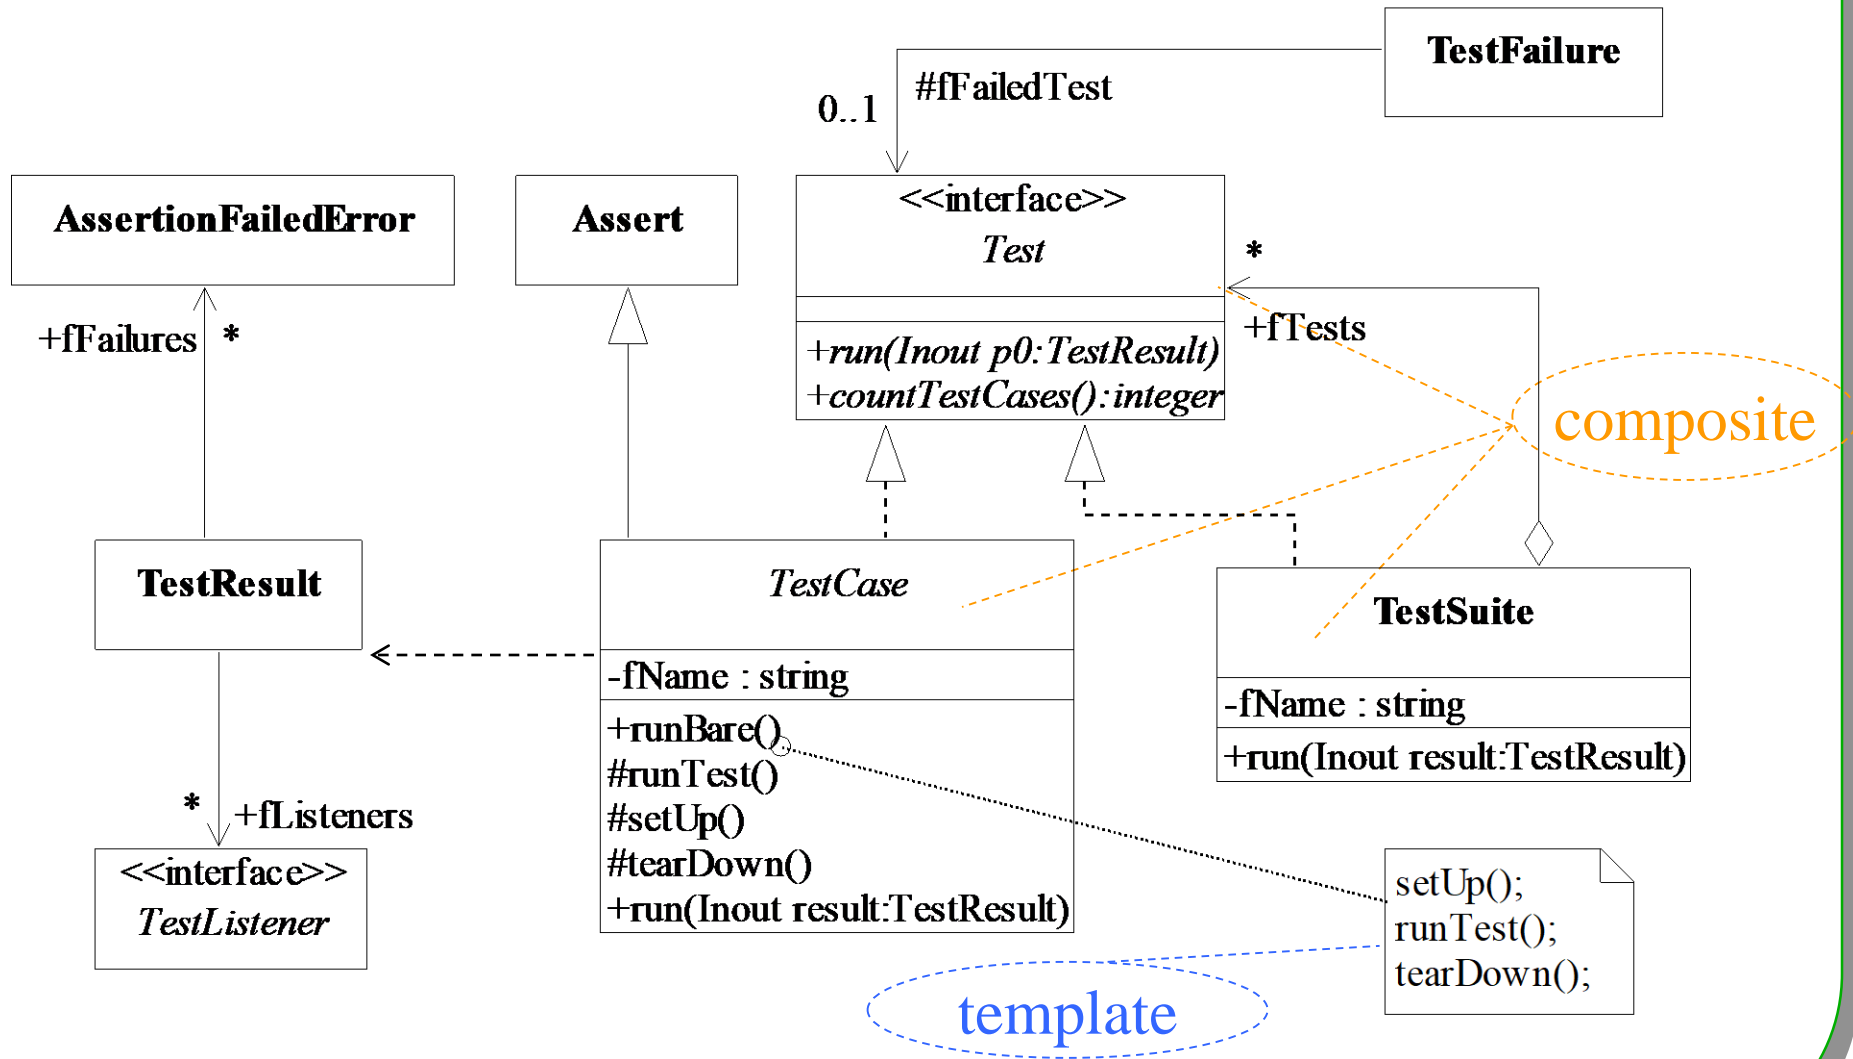 TestFailure
#fFailedTest
0..1
AssertionFailedError
Assert
<<interface>>
Test
*
+fTests
+run(Inout p0:TestResult)
+countTestCases():integer
+fFailures
*
composite
TestResult
TestCase
-fName : string
+runBare()
#runTest()
#setUp()
#tearDown()
+run(Inout result:TestResult)
TestSuite
-fName : string
+run(Inout result:TestResult)
*
+fListeners
<<interface>>
TestListener
setUp();
runTest();
tearDown();
template